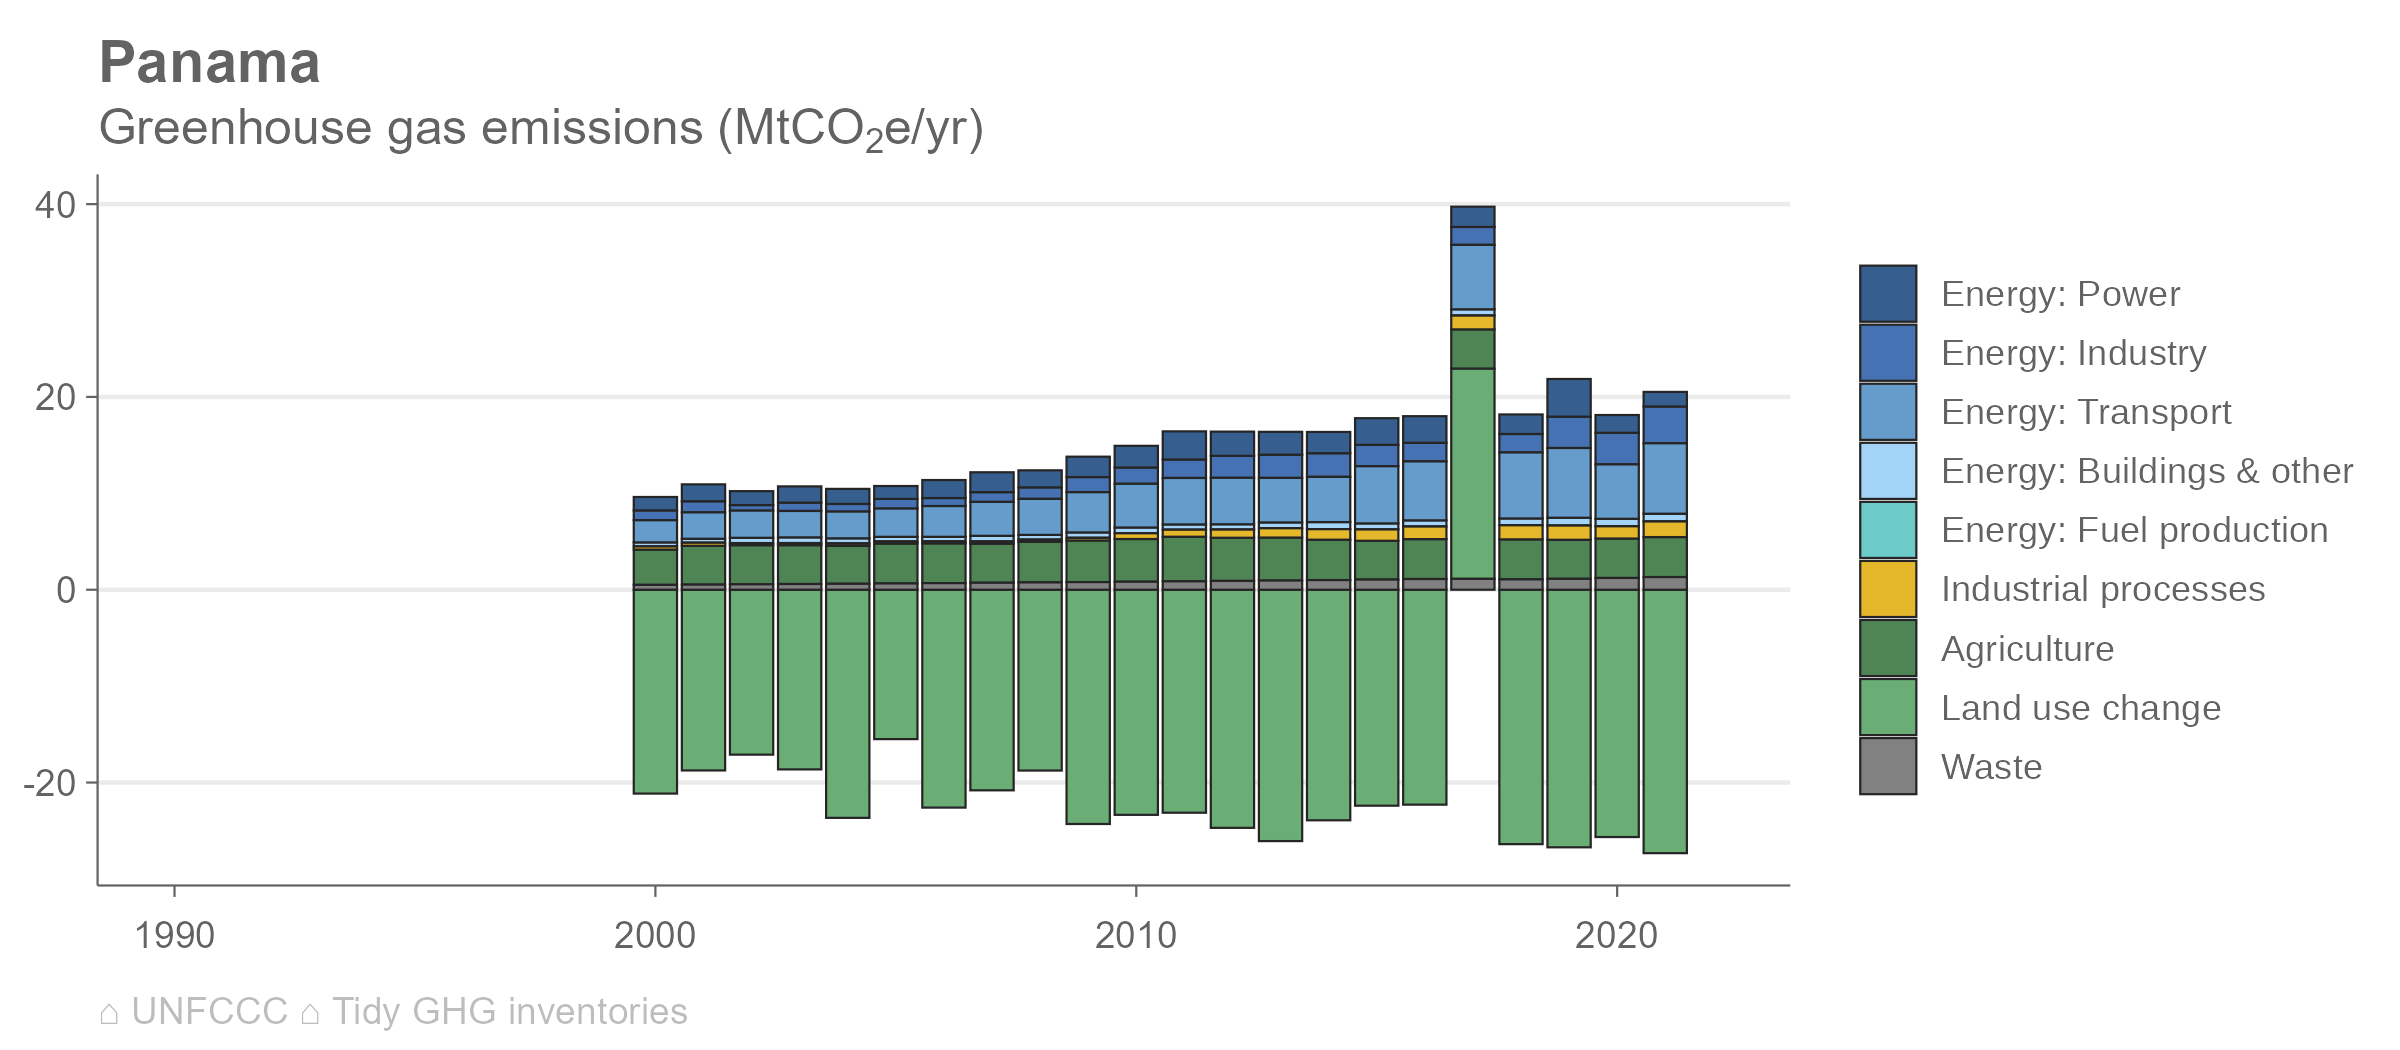 Panama
Greenhouse gas emissions (MtCO₂e/yr)
40
20
0
-20
1990 2000 2010 2020
Energy: Power
Energy: Industry
Energy: Transport
Energy: Buildings & other
Energy: Fuel production
Industrial processes
Agriculture
Land use change
Waste
⌂ UNFCCC ⌂ Tidy GHG inventories